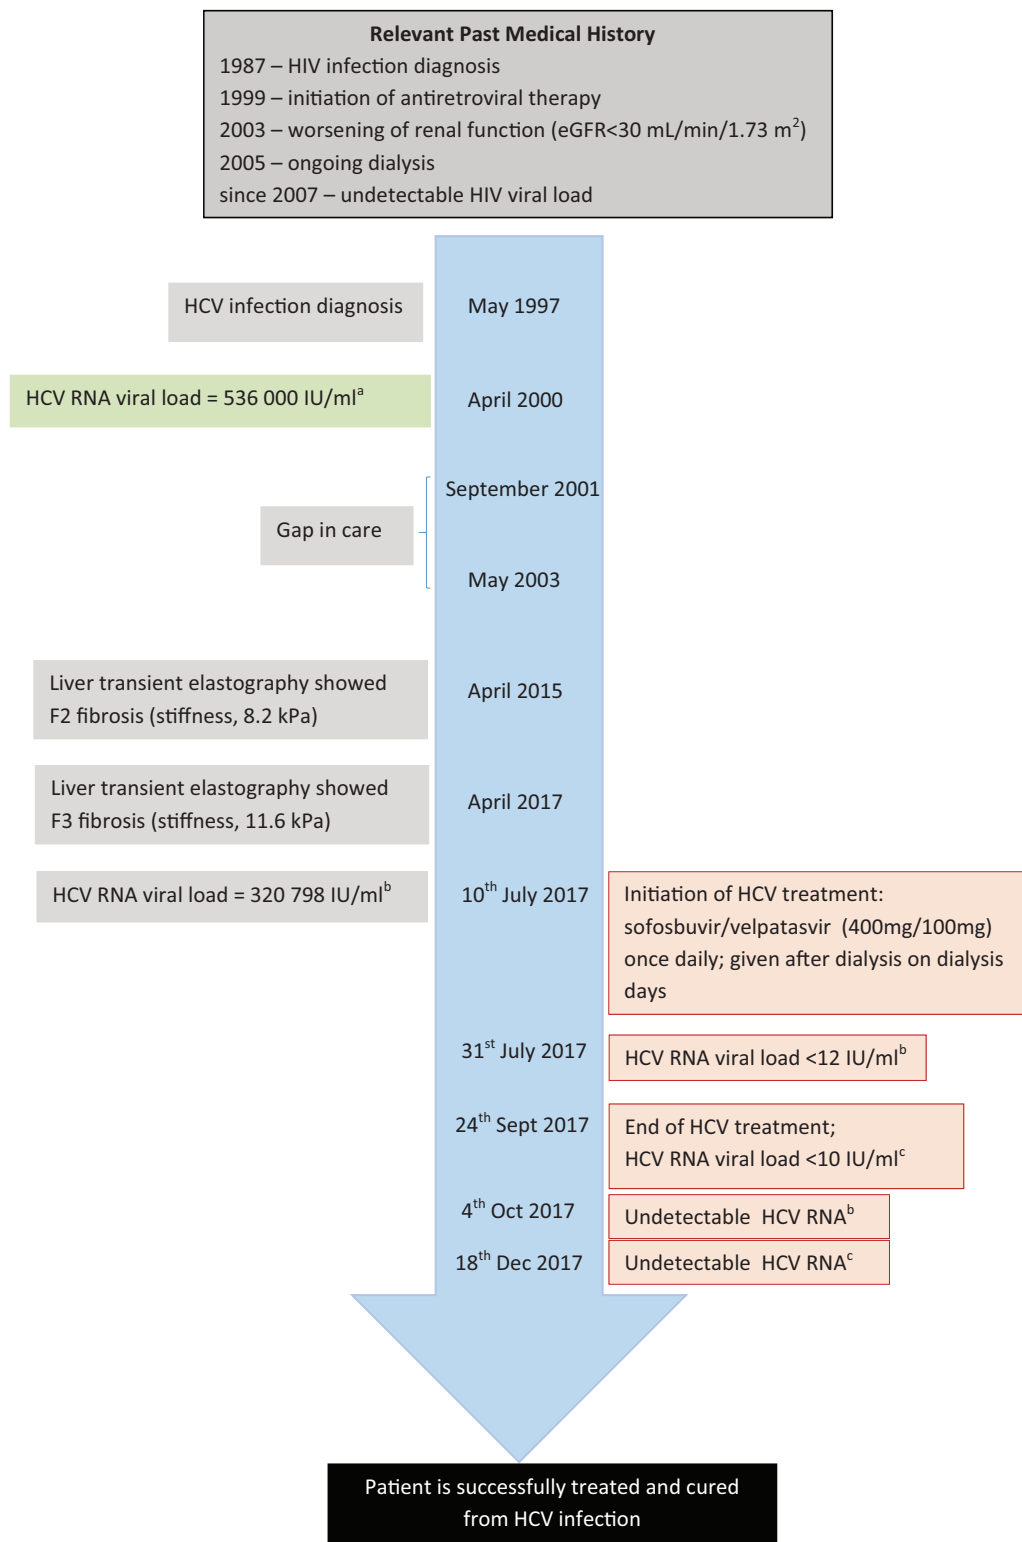 Relevant Past Medical History
1987 – HIV infection diagnosis
1999 – initiation of antiretroviral therapy
2003 – worsening of renal function (eGFR<30 mL/min/1.73 m²)
2005 – ongoing dialysis
since 2007 – undetectable HIV viral load
HCV infection diagnosis
May 1997
HCV RNA viral load = 536 000 IU/mlᵃ
April 2000
September 2001
Gap in care
May 2003
Liver transient elastography showed
F2 fibrosis (stiffness, 8.2 kPa)
April 2015
Liver transient elastography showed
F3 fibrosis (stiffness, 11.6 kPa)
April 2017
HCV RNA viral load = 320 798 IU/mlᵇ
10ᵗʰ July 2017
Initiation of HCV treatment:
sofosbuvir/velpatasvir (400mg/100mg)
once daily; given after dialysis on dialysis
days
31ˢᵗ July 2017
HCV RNA viral load <12 IU/mlᵇ
24ᵗʰ Sept 2017
End of HCV treatment;
HCV RNA viral load <10 IU/mlᶜ
4ᵗʰ Oct 2017
Undetectable HCV RNAᵇ
18ᵗʰ Dec 2017
Undetectable HCV RNAᶜ
Patient is successfully treated and cured
from HCV infection